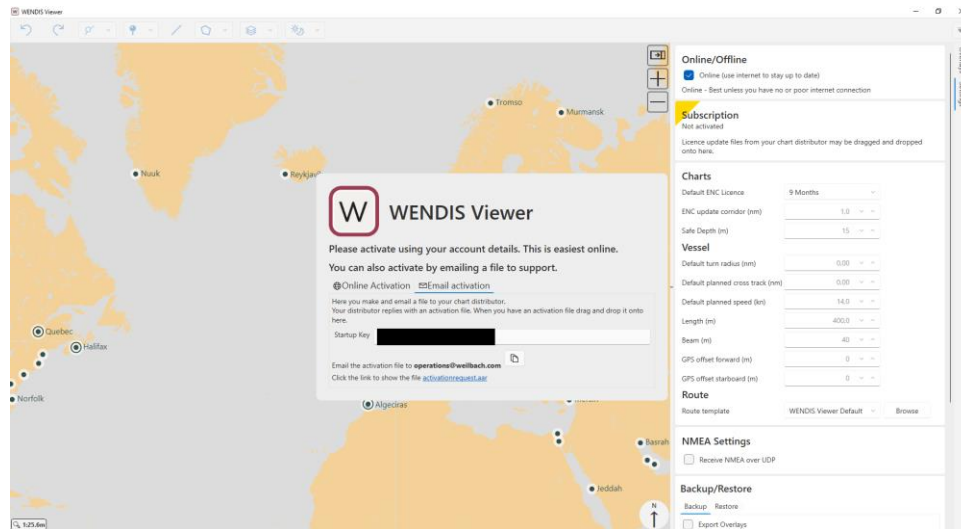 WENDIS Viewer
Online/Offline
Online (use internet to stay up to date)
Online - Best unless you have no or poor internet connection
Subscription
Not activated
Licence update files from your chart distributor may be dragged and dropped
onto here.
Charts
Default ENC Licence 9 Months
ENC update corridor (nm) 1.0
Safe Depth (m) 15
Vessel
Default turn radius (nm) 0.00
Default planned cross track (nm) 0.00
Default planned speed (kn) 14.0
Length (m) 400.0
Beam (m) 40
GPS offset forward (m) 0
GPS offset starboard (m) 0
Route
Route template WENDIS Viewer Default Browse
NMEA Settings
Receive NMEA over UDP
Backup/Restore
Backup Restore
Export Overlays
Tromso
Murmansk
Nuuk
Reykjavi
W WENDIS Viewer
Please activate using your account details. This is easiest online.
You can also activate by emailing a file to support.
Online Activation Email activation
Here you make and email a file to your chart distributor.
Your distributor replies with an activation file. When you have an activation file drag and drop it onto
here.
Startup Key
Email the activation file to operations@weilbach.com
Click the link to show the file activationrequest.aar
Quebec
Halifax
Norfolk
Algeciras
Basrah
Jeddah
N
1:25.6m